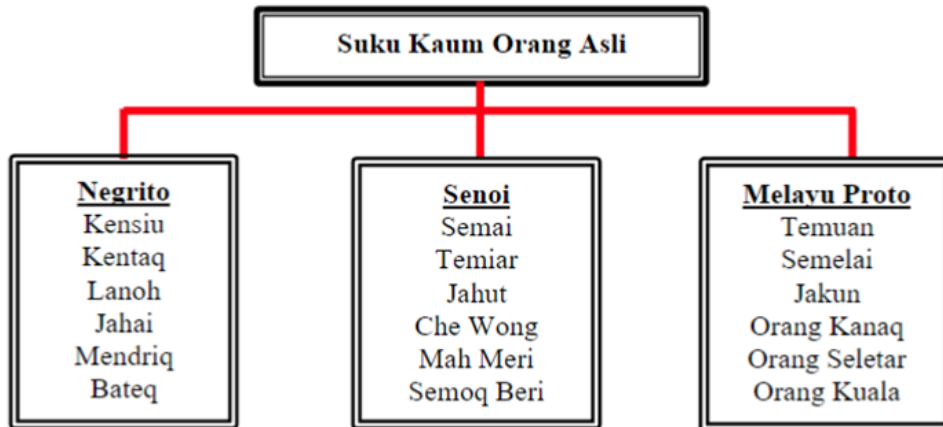 Suku Kaum Orang Asli
Negrito
Kensiu
Kentaq
Lanoh
Jahai
Mendriq
Bateq
Senoi
Semai
Temiar
Jahut
Che Wong
Mah Meri
Semoq Beri
Melayu Proto
Temuan
Semelai
Jakun
Orang Kanaq
Orang Seletar
Orang Kuala